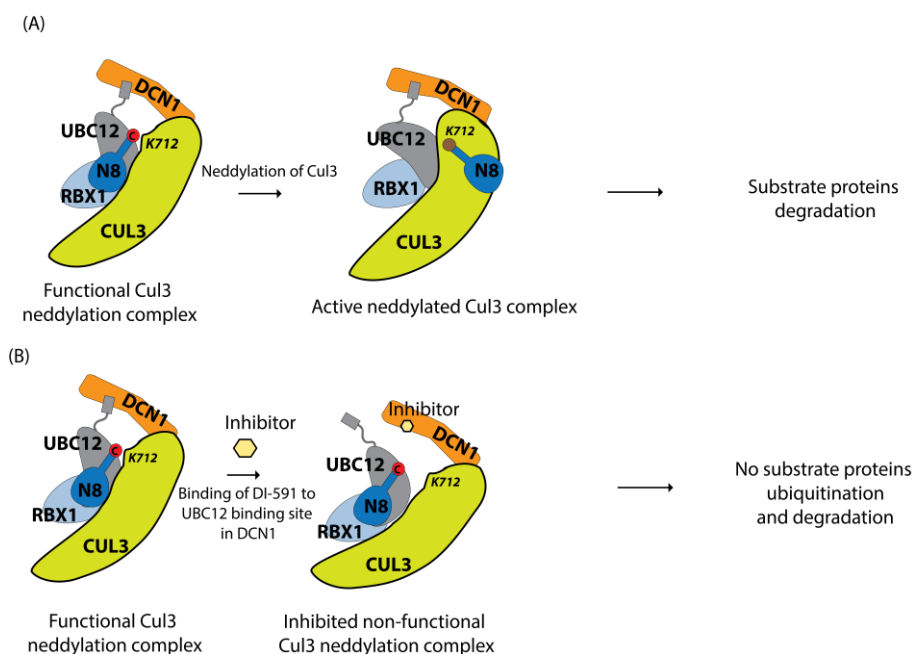 (A)
DCN1
UBC12
C
K712
N8
RBX1
CUL3
Functional Cul3
neddylation complex
Neddylation of Cul3
DCN1
UBC12
K712
N8
RBX1
CUL3
Active neddylated Cul3 complex
Substrate proteins
degradation
(B)
DCN1
UBC12
C
K712
N8
RBX1
CUL3
Functional Cul3
neddylation complex
Inhibitor
Binding of DI-591 to
UBC12 binding site
in DCN1
Inhibitor
DCN1
UBC12
C
K712
N8
RBX1
CUL3
Inhibited non-functional
Cul3 neddylation complex
No substrate proteins
ubiquitination
and degradation